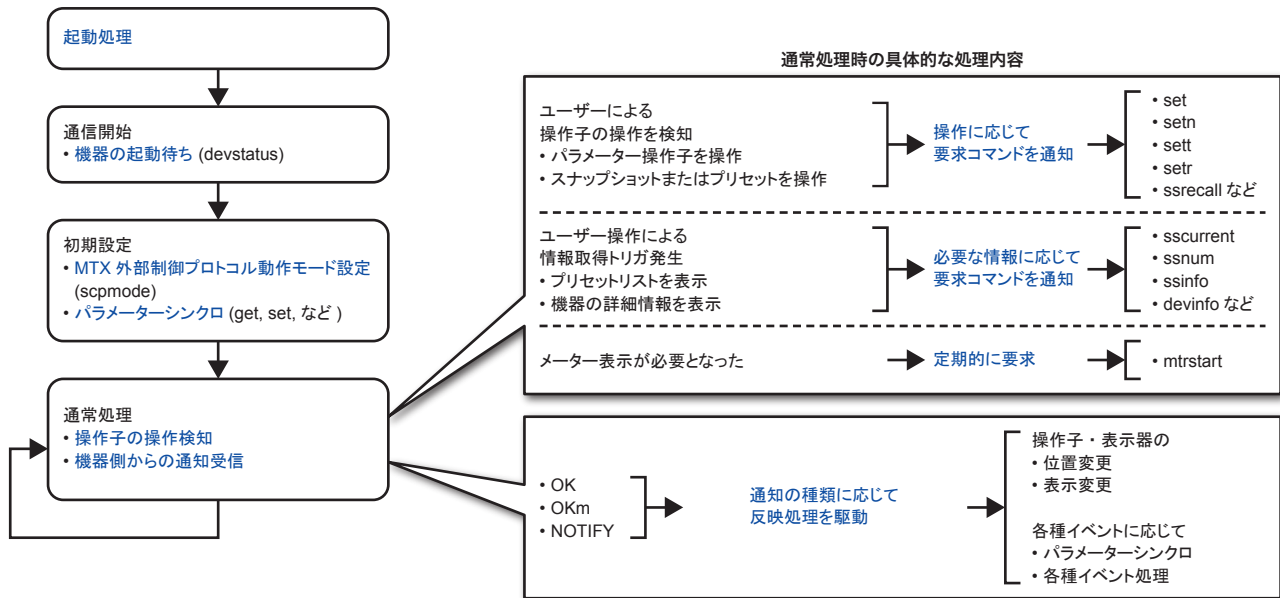 起動処理
通信開始
• 機器の起動待ち (devstatus)
初期設定
• MTX 外部制御プロトコル動作モード設定
(scpmode)
• パラメーターシンクロ (get, set, など )
通常処理
• 操作子の操作検知
• 機器側からの通知受信
通常処理時の具体的な処理内容
ユーザーによる
操作子の操作を検知
• パラメーター操作子を操作
• スナップショットまたはプリセットを操作
操作に応じて
要求コマンドを通知
• set
• setn
• sett
• setr
• ssrecall など
ユーザー操作による
情報取得トリガ発生
• プリセットリストを表示
• 機器の詳細情報を表示
必要な情報に応じて
要求コマンドを通知
• sscurrent
• ssnum
• ssinfo
• devinfo など
メーター表示が必要となった
定期的に要求
• mtrstart
• OK
• OKm
• NOTIFY
通知の種類に応じて
反映処理を駆動
操作子・表示器の
• 位置変更
• 表示変更
各種イベントに応じて
• パラメーターシンクロ
• 各種イベント処理